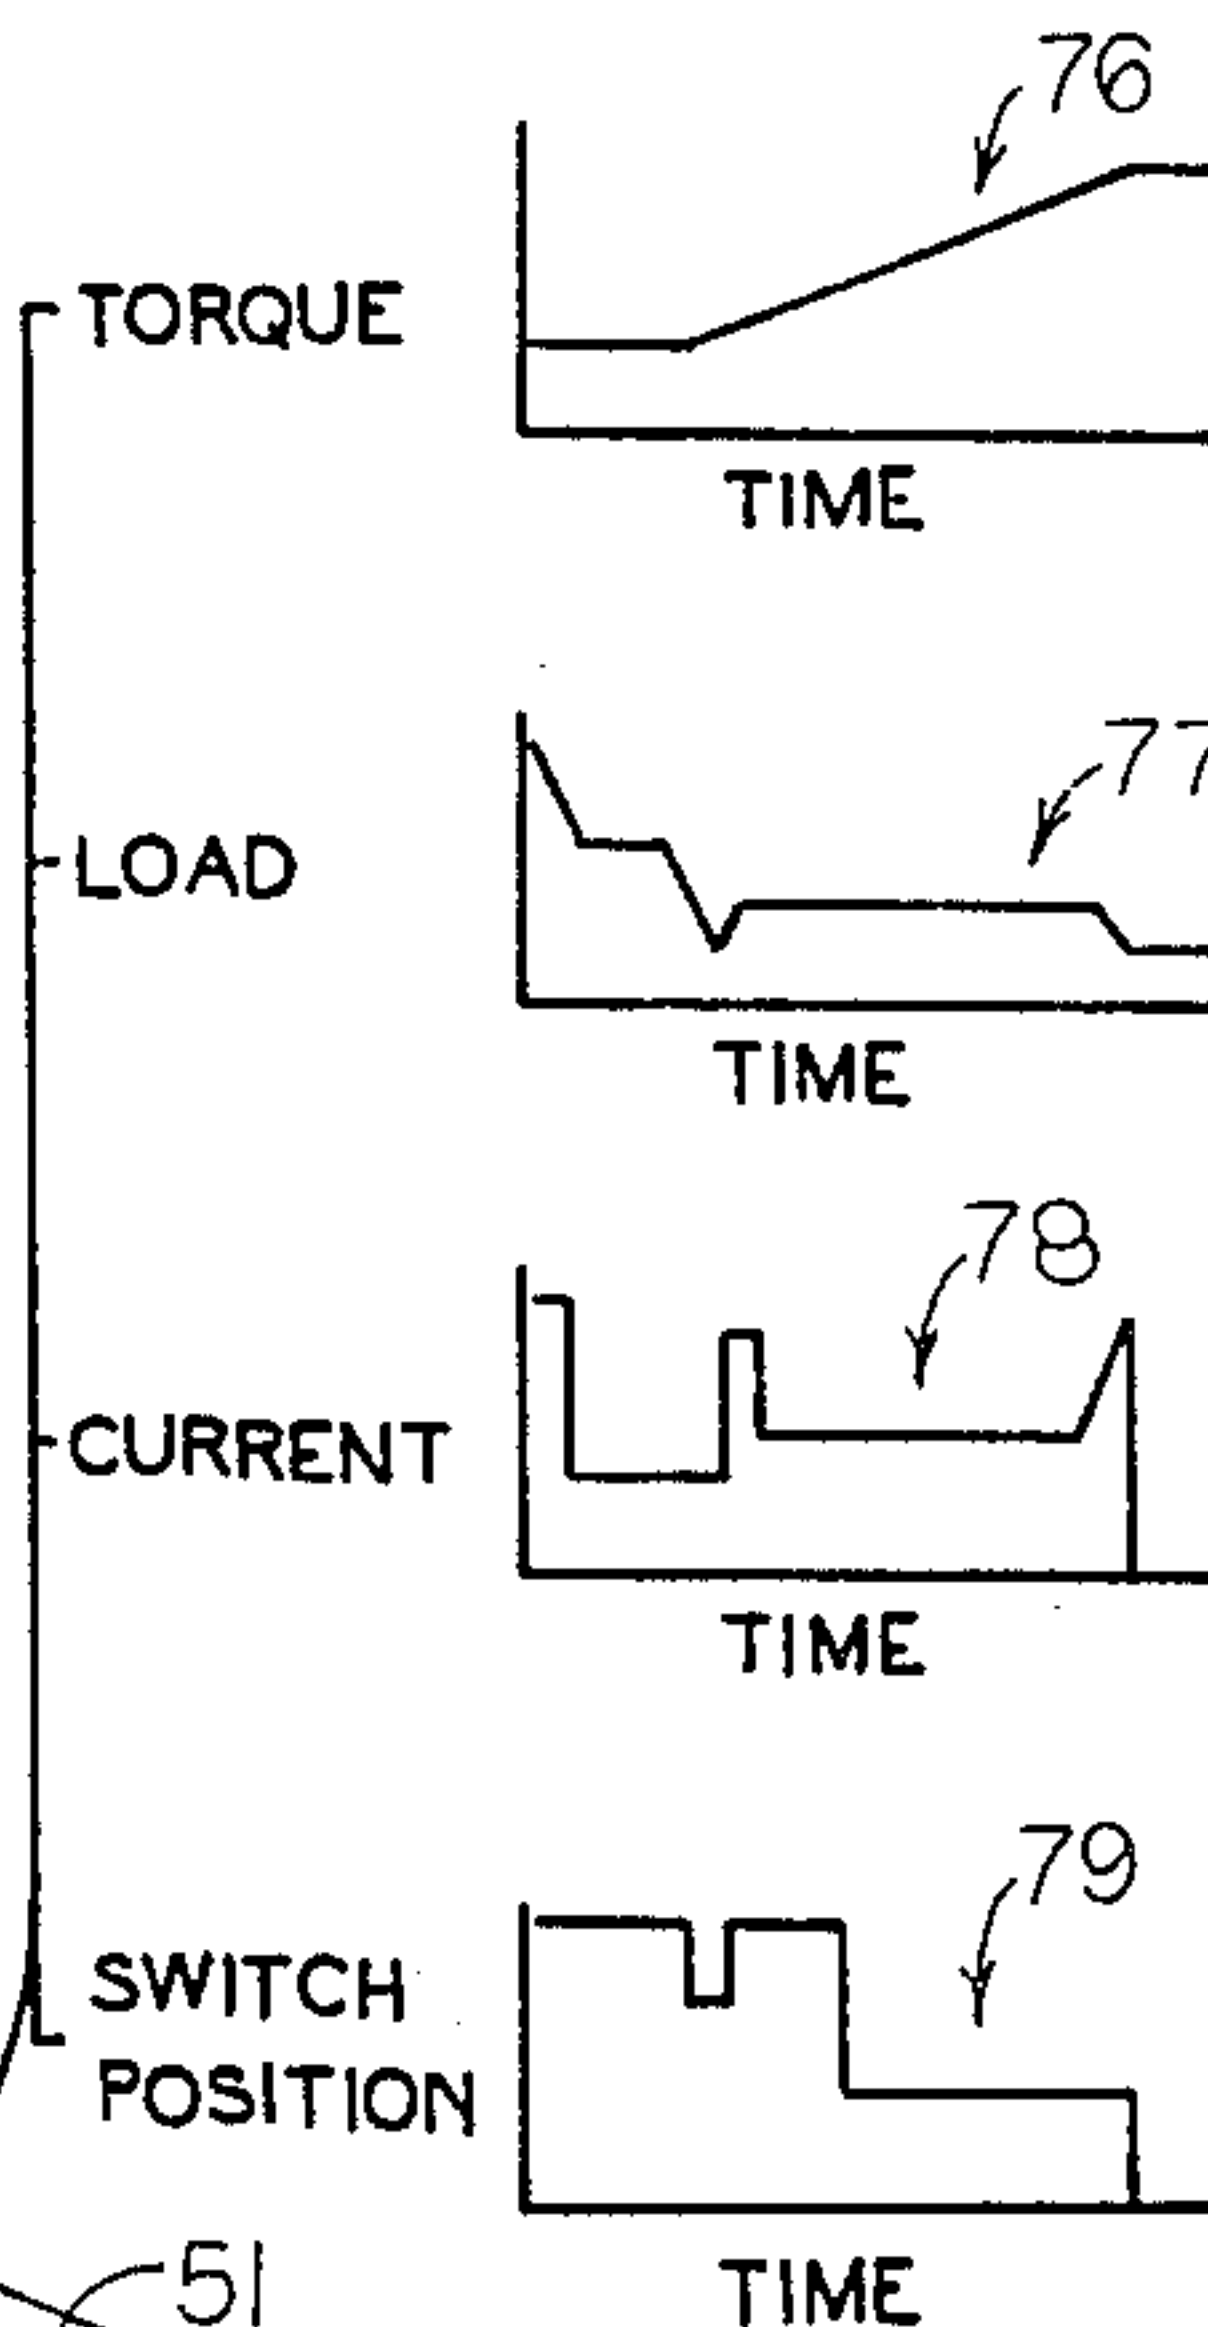 76
TORQUE
TIME
77
LOAD
TIME
78
CURRENT
TIME
79
SWITCH
POSITION
51
TIME